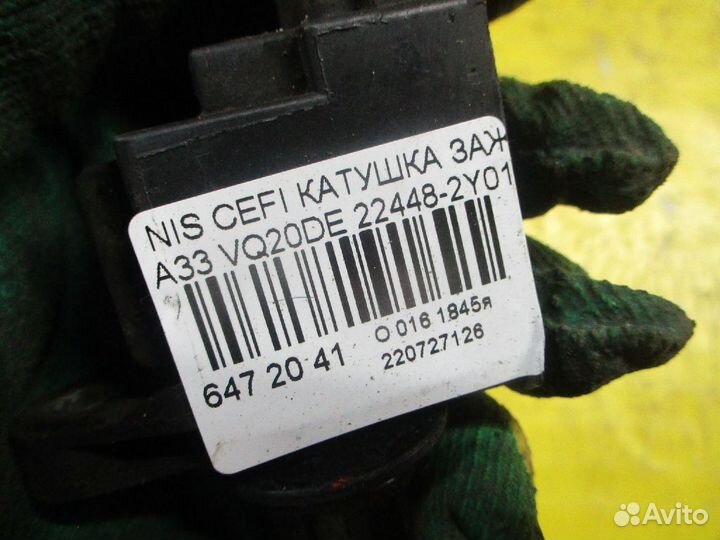 NIS CEFI КАТУШКА ЗАЖ
A33 VQ20DE 22448-2Y01
O 016 1845я
647 20 41
220727126
Avito